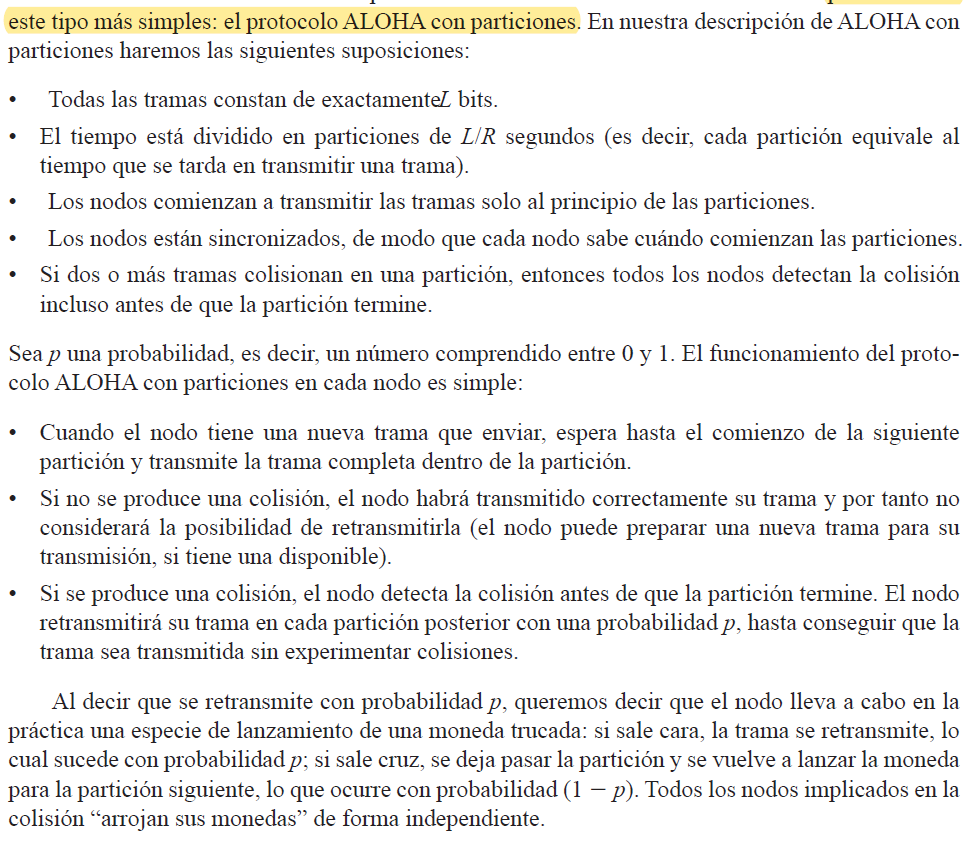 este tipo más simples: el protocolo ALOHA con particiones. En nuestra descripción de ALOHA con
particiones haremos las siguientes suposiciones:
• Todas las tramas constan de exactamenteL bits.
• El tiempo está dividido en particiones de L/R segundos (es decir, cada partición equivale al
tiempo que se tarda en transmitir una trama).
• Los nodos comienzan a transmitir las tramas solo al principio de las particiones.
• Los nodos están sincronizados, de modo que cada nodo sabe cuándo comienzan las particiones.
• Si dos o más tramas colisionan en una partición, entonces todos los nodos detectan la colisión
incluso antes de que la partición termine.
Sea p una probabilidad, es decir, un número comprendido entre 0 y 1. El funcionamiento del proto-
colo ALOHA con particiones en cada nodo es simple:
• Cuando el nodo tiene una nueva trama que enviar, espera hasta el comienzo de la siguiente
partición y transmite la trama completa dentro de la partición.
• Si no se produce una colisión, el nodo habrá transmitido correctamente su trama y por tanto no
considerará la posibilidad de retransmitirla (el nodo puede preparar una nueva trama para su
transmisión, si tiene una disponible).
• Si se produce una colisión, el nodo detecta la colisión antes de que la partición termine. El nodo
retransmitirá su trama en cada partición posterior con una probabilidad p, hasta conseguir que la
trama sea transmitida sin experimentar colisiones.
Al decir que se retransmite con probabilidad p, queremos decir que el nodo lleva a cabo en la
práctica una especie de lanzamiento de una moneda trucada: si sale cara, la trama se retransmite, lo
cual sucede con probabilidad p; si sale cruz, se deja pasar la partición y se vuelve a lanzar la moneda
para la partición siguiente, lo que ocurre con probabilidad (1 − p). Todos los nodos implicados en la
colisión “arrojan sus monedas” de forma independiente.